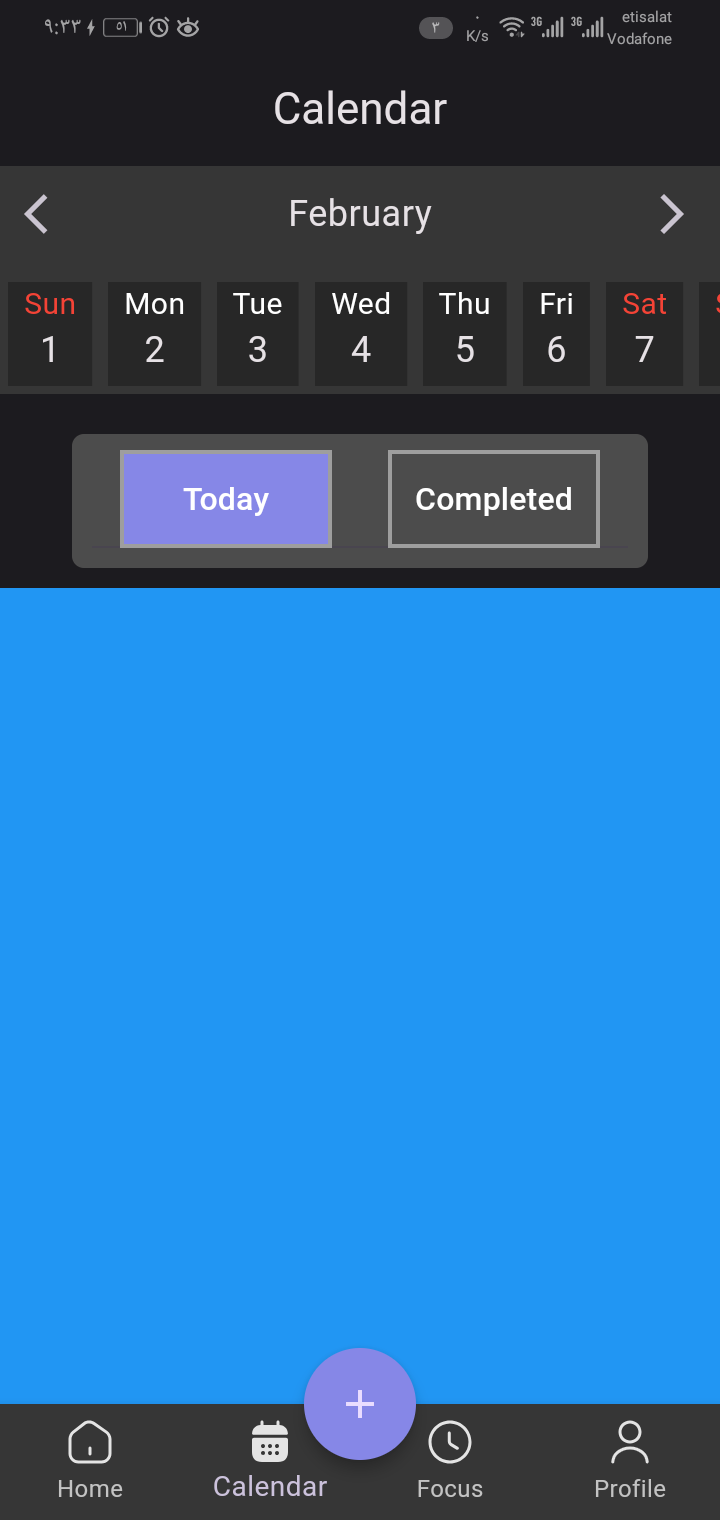 ٩:٣٣ ٥١ ٣ ٠ K/s 3G 3G etisalat Vodafone
Calendar
February
Sun Mon Tue Wed Thu Fri Sat
1 2 3 4 5 6 7
Today Completed
+
Home Calendar Focus Profile